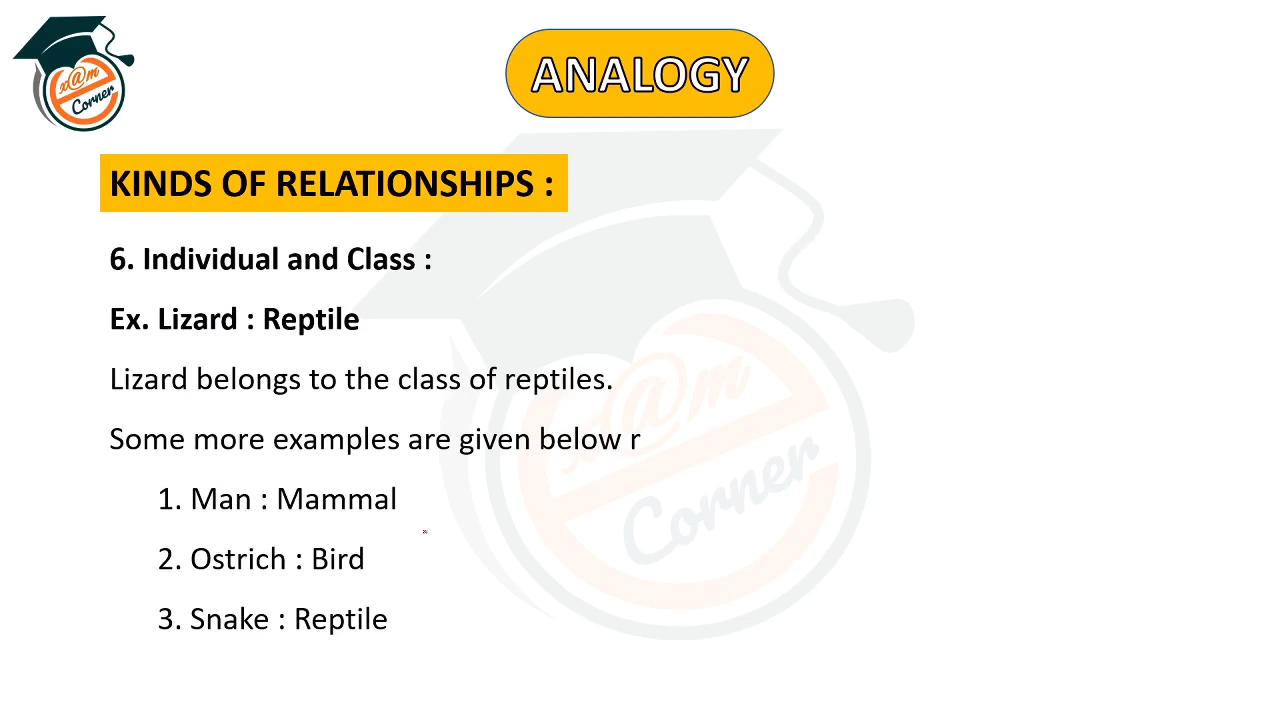 x@m
Corner
ANALOGY
KINDS OF RELATIONSHIPS :
6. Individual and Class :
Ex. Lizard : Reptile
Lizard belongs to the class of reptiles.
Some more examples are given below r
1. Man : Mammal
2. Ostrich : Bird
3. Snake : Reptile
x@m
Corner